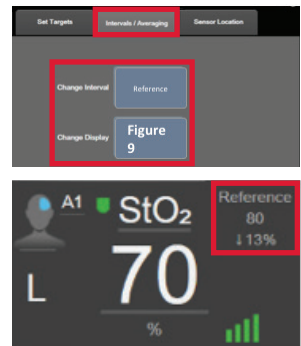 Set Targets
Intervals / Averaging
Sensor Location
Change Interval
Reference
Change Display
Figure
9
A1
StO₂
Reference
80
↓13%
L
70
%